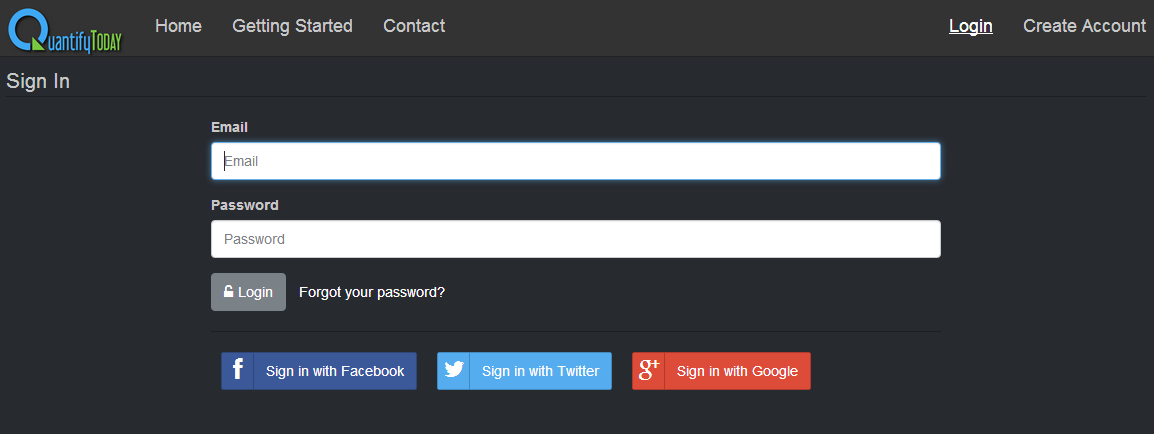 QuantifyTODAY Home Getting Started Contact Login Create Account
Sign In
Email
Email
Password
Password
Login Forgot your password?
f Sign in with Facebook Sign in with Twitter g+ Sign in with Google